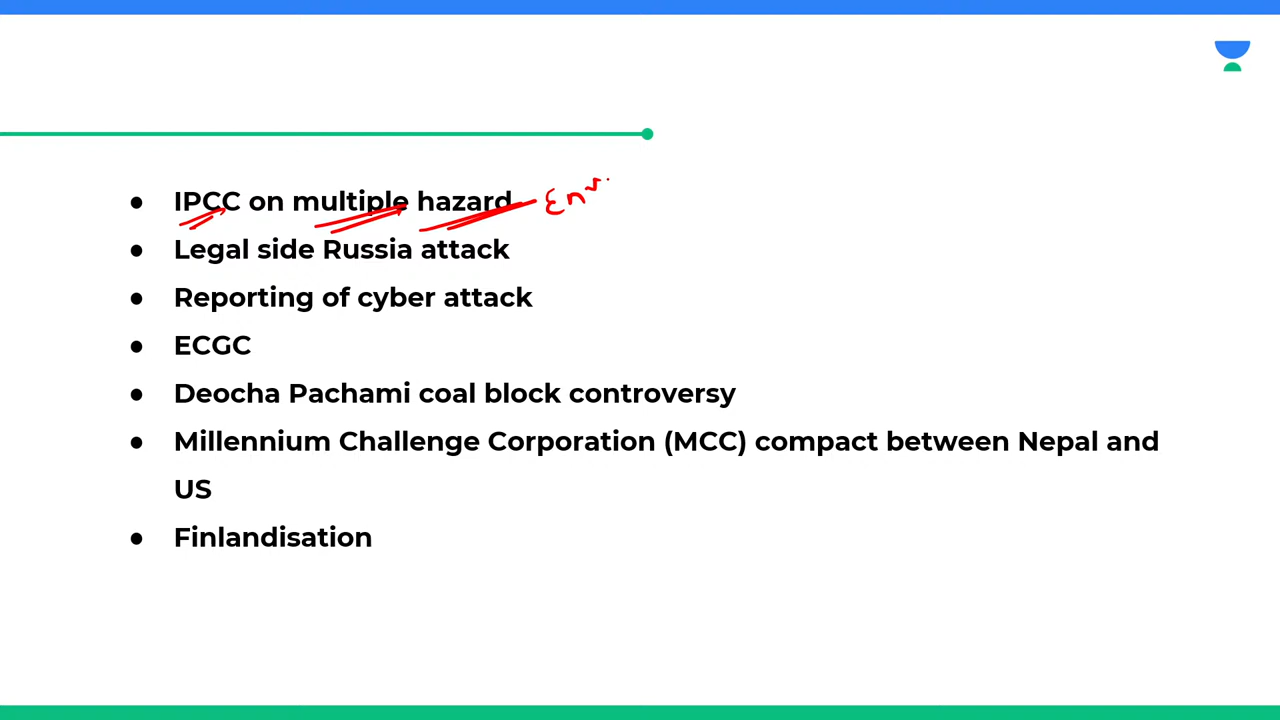 ● IPCC on multiple hazard Env.
● Legal side Russia attack
● Reporting of cyber attack
● ECGC
● Deocha Pachami coal block controversy
● Millennium Challenge Corporation (MCC) compact between Nepal and
US
● Finlandisation